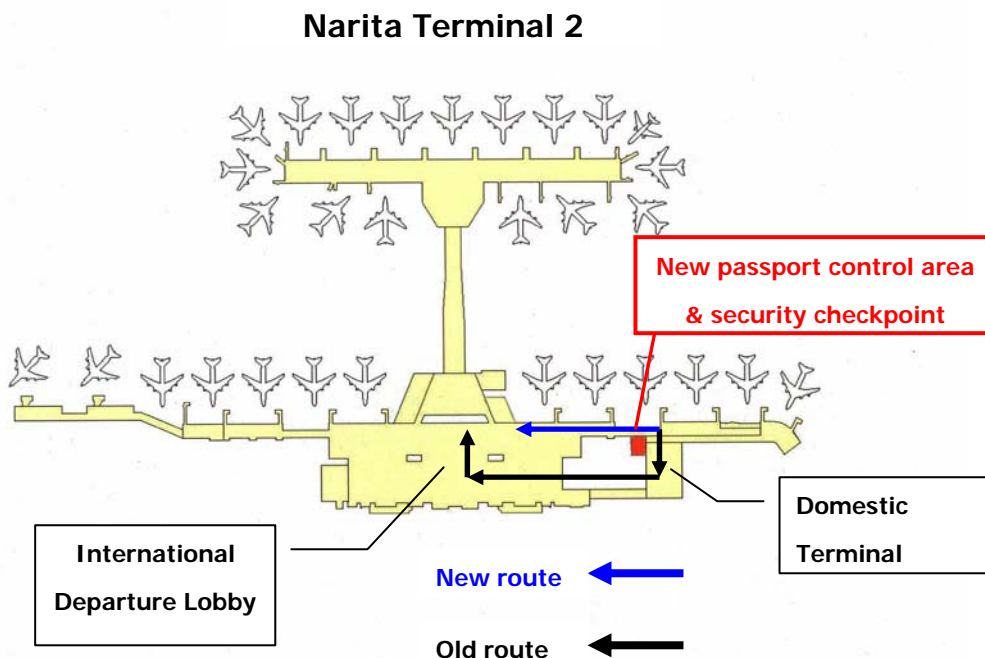 Narita Terminal 2
New passport control area
& security checkpoint
Domestic
Terminal
International
Departure Lobby
New route
Old route